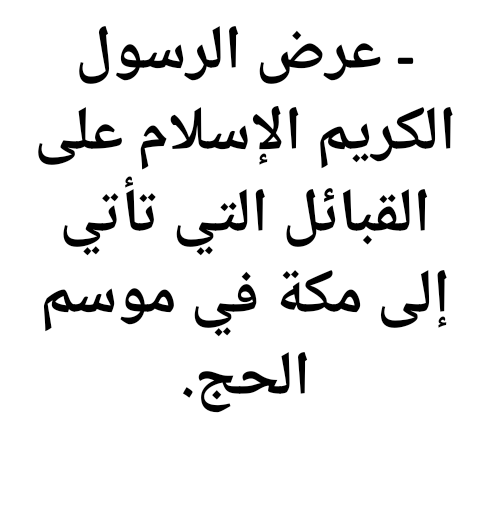 - عرض الرسول
الكريم الإسلام على
القبائل التي تأتي
إلى مكة في موسم
الحج.